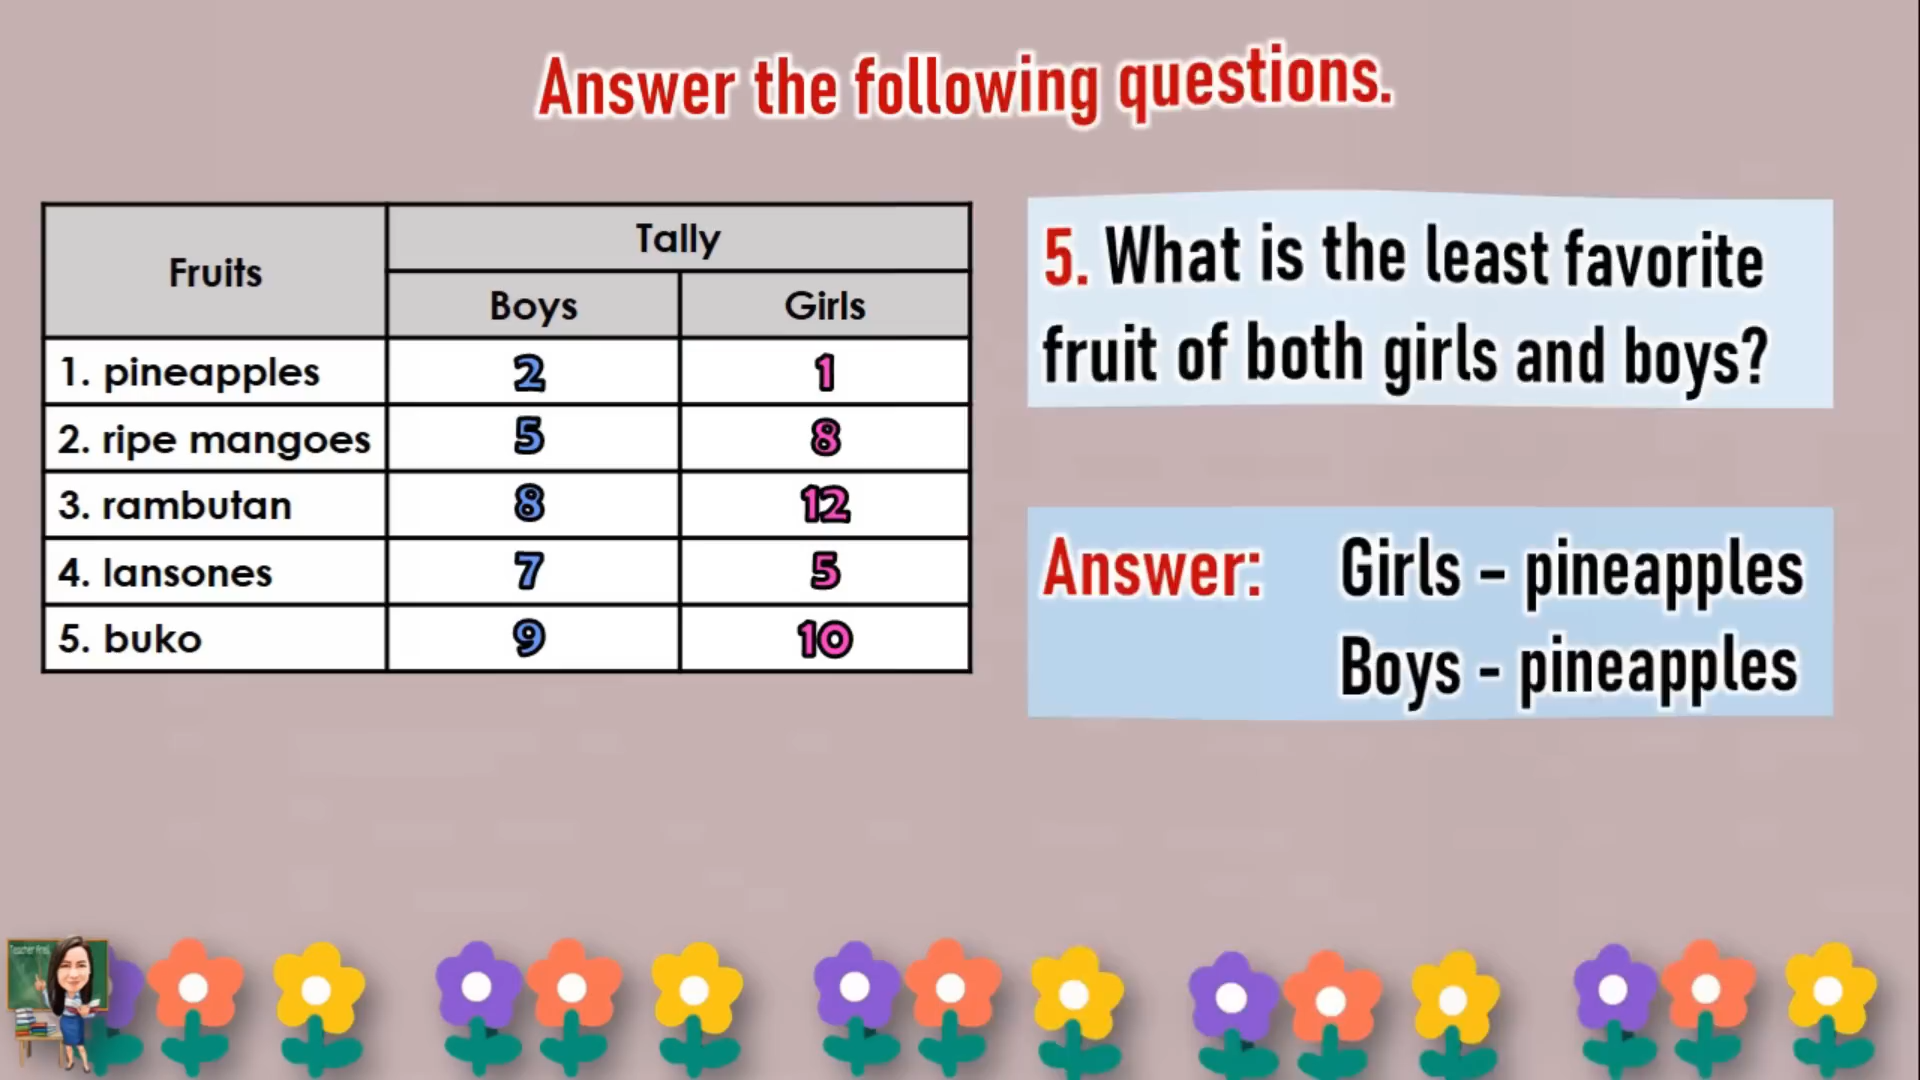 Answer the following questions.
Fruits
Tally
Boys
Girls
1. pineapples 2 1
2. ripe mangoes 5 8
3. rambutan 8 12
4. lansones 7 5
5. buko 9 10
5. What is the least favorite
fruit of both girls and boys?
Answer: Girls – pineapples
Boys - pineapples